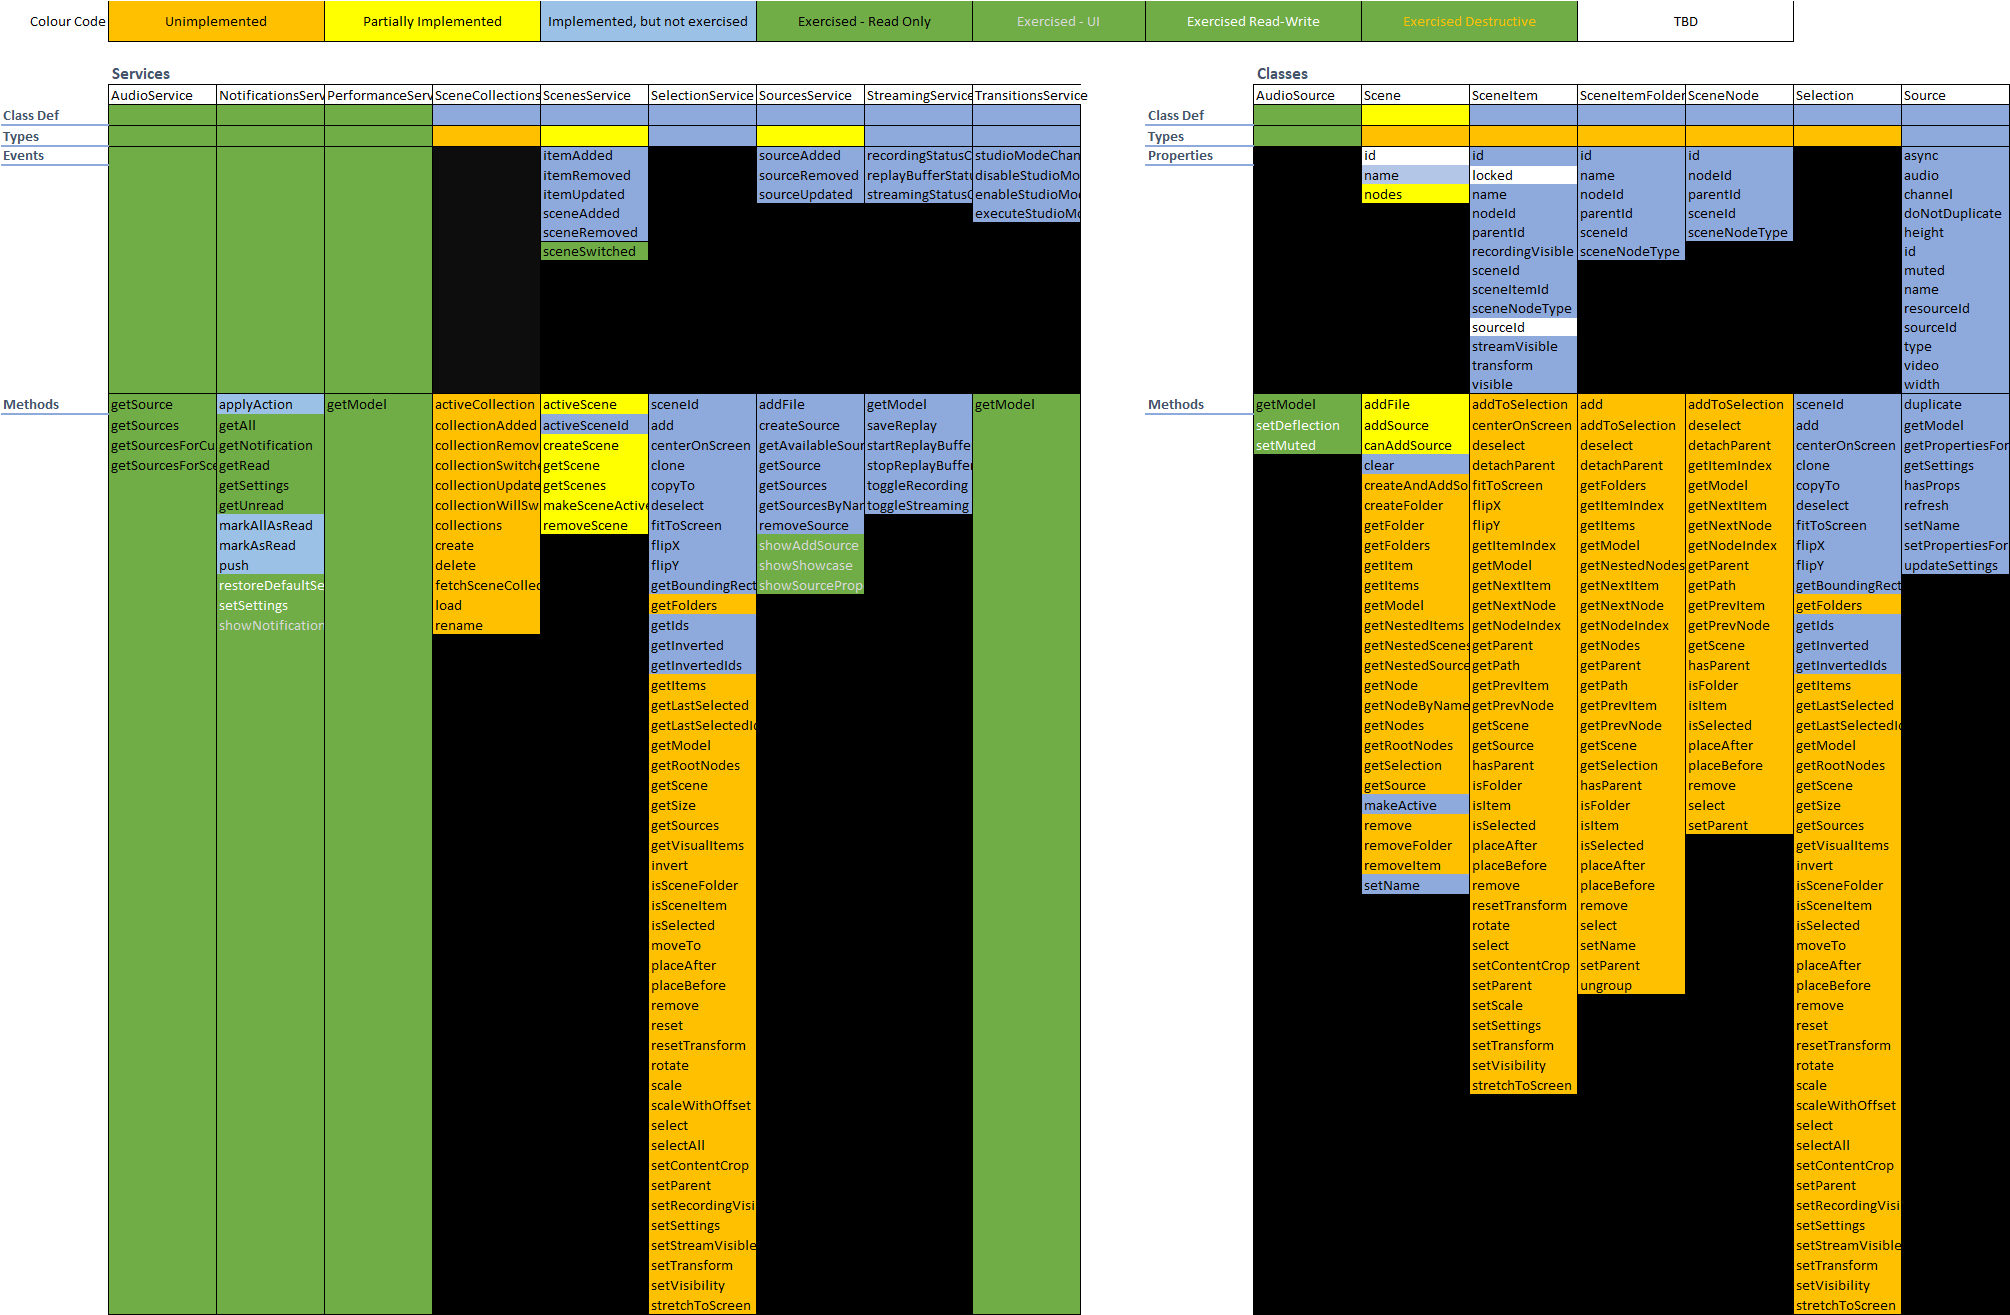 Colour Code Unimplemented Partially Implemented Implemented, but not exercised Exercised - Read Only Exercised - UI Exercised Read-Write Exercised Destructive TBD
Services Classes
AudioService NotificationsServ PerformanceServ SceneCollections ScenesService SelectionService SourcesService StreamingService TransitionsService AudioSource Scene SceneItem SceneItemFolder SceneNode Selection Source
Class Def Class Def
Types Types
Events itemAdded sourceAdded recordingStatusC studioModeChan Properties id id id id async
itemRemoved sourceRemoved replayBufferStatu disableStudioMo name locked name nodeId audio
itemUpdated sourceUpdated streamingStatusC enableStudioMo nodes name nodeId parentId channel
sceneAdded executeStudioMo nodeId parentId sceneId doNotDuplicate
sceneRemoved parentId sceneId sceneNodeType height
sceneSwitched recordingVisible sceneNodeType id
sceneId muted
sceneItemId name
sceneNodeType resourceId
sourceId sourceId
streamVisible type
transform video
visible width
Methods getSource applyAction getModel activeCollection activeScene sceneId addFile getModel getModel Methods getModel addFile addToSelection add addToSelection sceneId duplicate
getSources getAll collectionAdded activeSceneId add createSource saveReplay setDeflection addSource centerOnScreen addToSelection deselect add getModel
getSourcesForCu getNotification collectionRemov createScene centerOnScreen getAvailableSour startReplayBuffe setMuted canAddSource deselect deselect detachParent centerOnScreen getPropertiesFor
getSourcesForSce getRead collectionSwitche getScene clone getSource stopReplayBuffer clear detachParent detachParent getItemIndex clone getSettings
getSettings collectionUpdate getScenes copyTo getSources toggleRecording createAndAddSo fitToScreen getFolders getModel copyTo hasProps
getUnread collectionWillSw makeSceneActive deselect getSourcesByNar toggleStreaming createFolder flipX getItemIndex getNextItem deselect refresh
markAllAsRead collections removeScene fitToScreen removeSource getFolder flipY getItems getNextNode fitToScreen setName
markAsRead create flipX showAddSource getFolders getItemIndex getModel getNodeIndex flipX setPropertiesFor
push delete flipY showShowcase getItem getModel getNestedNodes getParent flipY updateSettings
restoreDefaultSe fetchSceneCollec getBoundingRect showSourceProp getItems getNextItem getNextItem getPath getBoundingRect
setSettings load getFolders getModel getNextNode getNextNode getPrevItem getFolders
showNotification rename getIds getNestedItems getNodeIndex getNodeIndex getPrevNode getIds
getInverted getNestedScenes getParent getNodes getScene getInverted
getInvertedIds getNestedSource getPath getParent hasParent getInvertedIds
getItems getNode getPrevItem getPath isFolder getItems
getLastSelected getNodeByName getPrevNode getPrevItem isItem getLastSelected
getLastSelectedId getNodes getScene getPrevNode isSelected getLastSelectedId
getModel getRootNodes getSource getScene placeAfter getModel
getRootNodes getSelection hasParent getSelection placeBefore getRootNodes
getScene getSource isFolder hasParent remove getScene
getSize makeActive isItem isFolder select getSize
getSources remove isSelected isItem setParent getSources
getVisualItems removeFolder placeAfter isSelected getVisualItems
invert removeItem placeBefore placeAfter invert
isSceneFolder setName remove placeBefore isSceneFolder
isSceneItem resetTransform remove isSceneItem
isSelected rotate select isSelected
moveTo select setName moveTo
placeAfter setContentCrop setParent placeAfter
placeBefore setParent ungroup placeBefore
remove setScale remove
reset setSettings reset
resetTransform setTransform resetTransform
rotate setVisibility rotate
scale stretchToScreen scale
scaleWithOffset scaleWithOffset
select select
selectAll selectAll
setContentCrop setContentCrop
setParent setParent
setRecordingVisi setRecordingVisi
setSettings setSettings
setStreamVisible setStreamVisible
setTransform setTransform
setVisibility setVisibility
stretchToScreen stretchToScreen